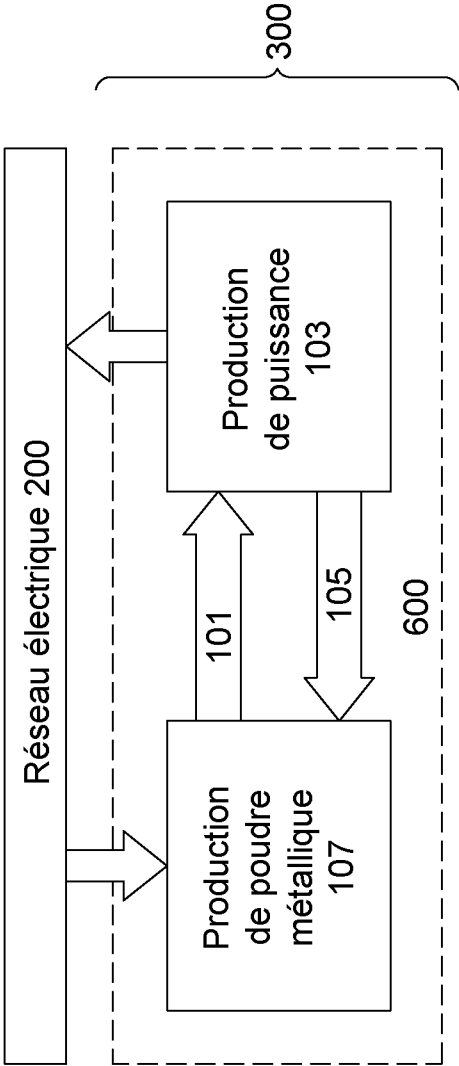 Réseau électrique 200
Production
de poudre
métallique
107
101
105
Production
de puissance
103
600
300